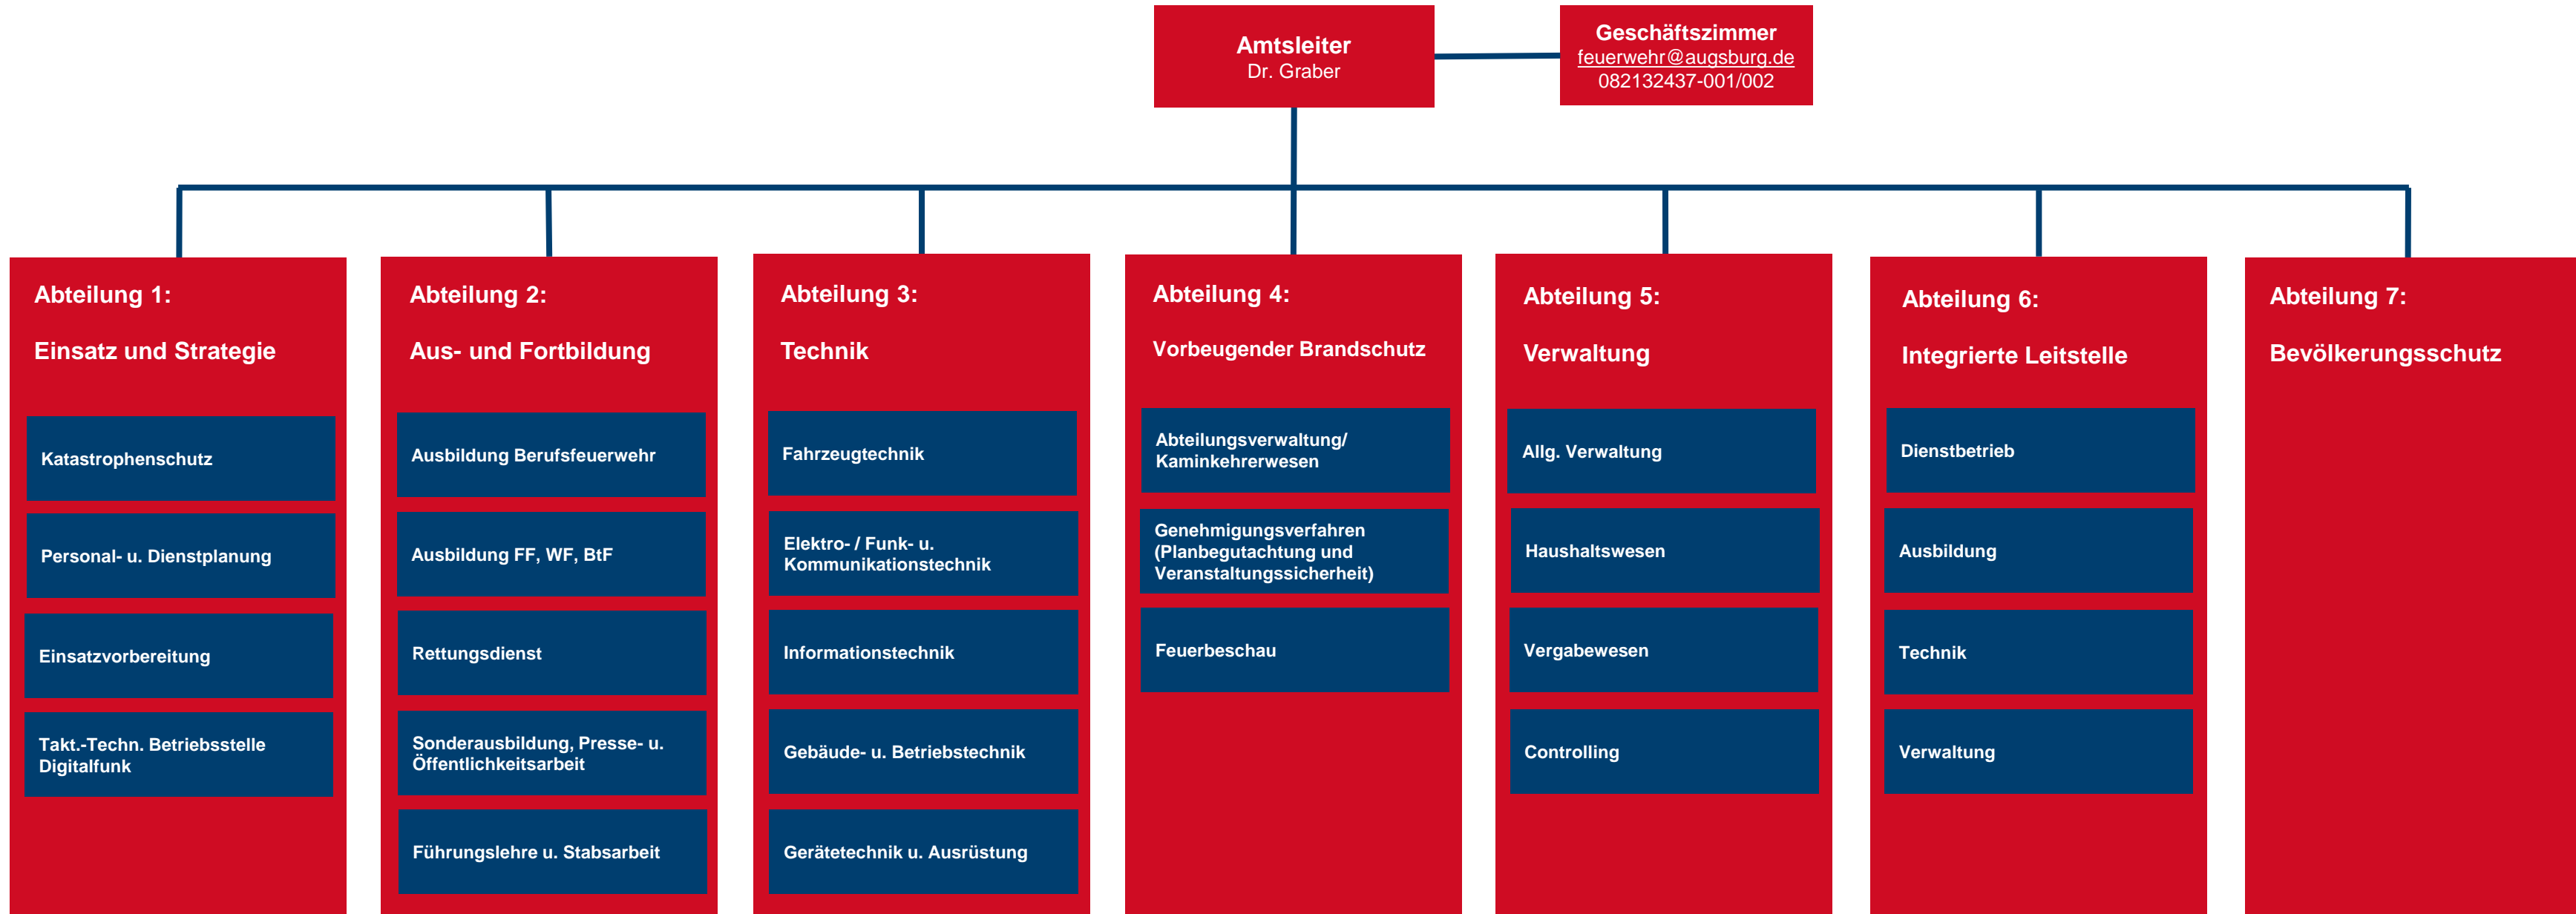 Amtsleiter
Dr. Graber
Geschäftszimmer
feuerwehr@augsburg.de
082132437-001/002
Abteilung 1:
Einsatz und Strategie
Katastrophenschutz
Personal- u. Dienstplanung
Einsatzvorbereitung
Takt.-Techn. Betriebsstelle
Digitalfunk
Abteilung 2:
Aus- und Fortbildung
Ausbildung Berufsfeuerwehr
Ausbildung FF, WF, BtF
Rettungsdienst
Sonderausbildung, Presse- u.
Öffentlichkeitsarbeit
Führungslehre u. Stabsarbeit
Abteilung 3:
Technik
Fahrzeugtechnik
Elektro- / Funk- u.
Kommunikationstechnik
Informationstechnik
Gebäude- u. Betriebstechnik
Gerätetechnik u. Ausrüstung
Abteilung 4:
Vorbeugender Brandschutz
Abteilungsverwaltung/
Kaminkehrerwesen
Genehmigungsverfahren
(Planbegutachtung und
Veranstaltungssicherheit)
Feuerbeschau
Abteilung 5:
Verwaltung
Allg. Verwaltung
Haushaltswesen
Vergabewesen
Controlling
Abteilung 6:
Integrierte Leitstelle
Dienstbetrieb
Ausbildung
Technik
Verwaltung
Abteilung 7:
Bevölkerungsschutz